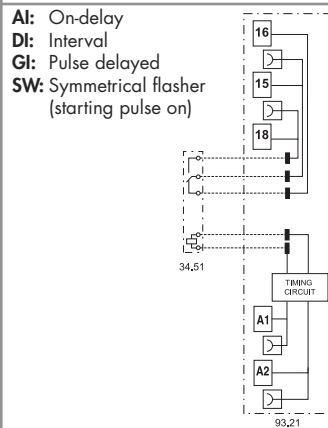 AI: On-delay
DI: Interval
GI: Pulse delayed
SW: Symmetrical flasher
(starting pulse on)
16
15
18
34.51
TIMING
CIRCUIT
A1
A2
93.21